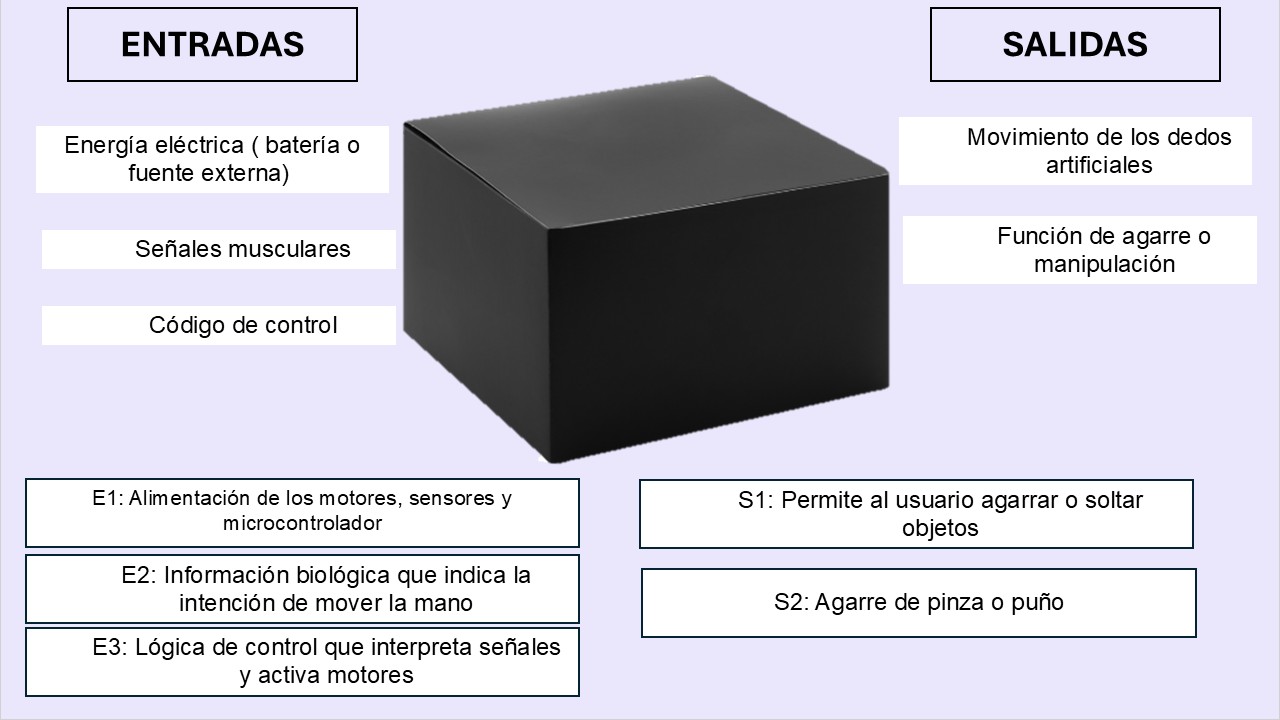 ENTRADAS
SALIDAS
Energía eléctrica ( batería o
fuente externa)
Señales musculares
Código de control
Movimiento de los dedos
artificiales
Función de agarre o
manipulación
E1: Alimentación de los motores, sensores y
microcontrolador
E2: Información biológica que indica la
intención de mover la mano
E3: Lógica de control que interpreta señales
y activa motores
S1: Permite al usuario agarrar o soltar
objetos
S2: Agarre de pinza o puño